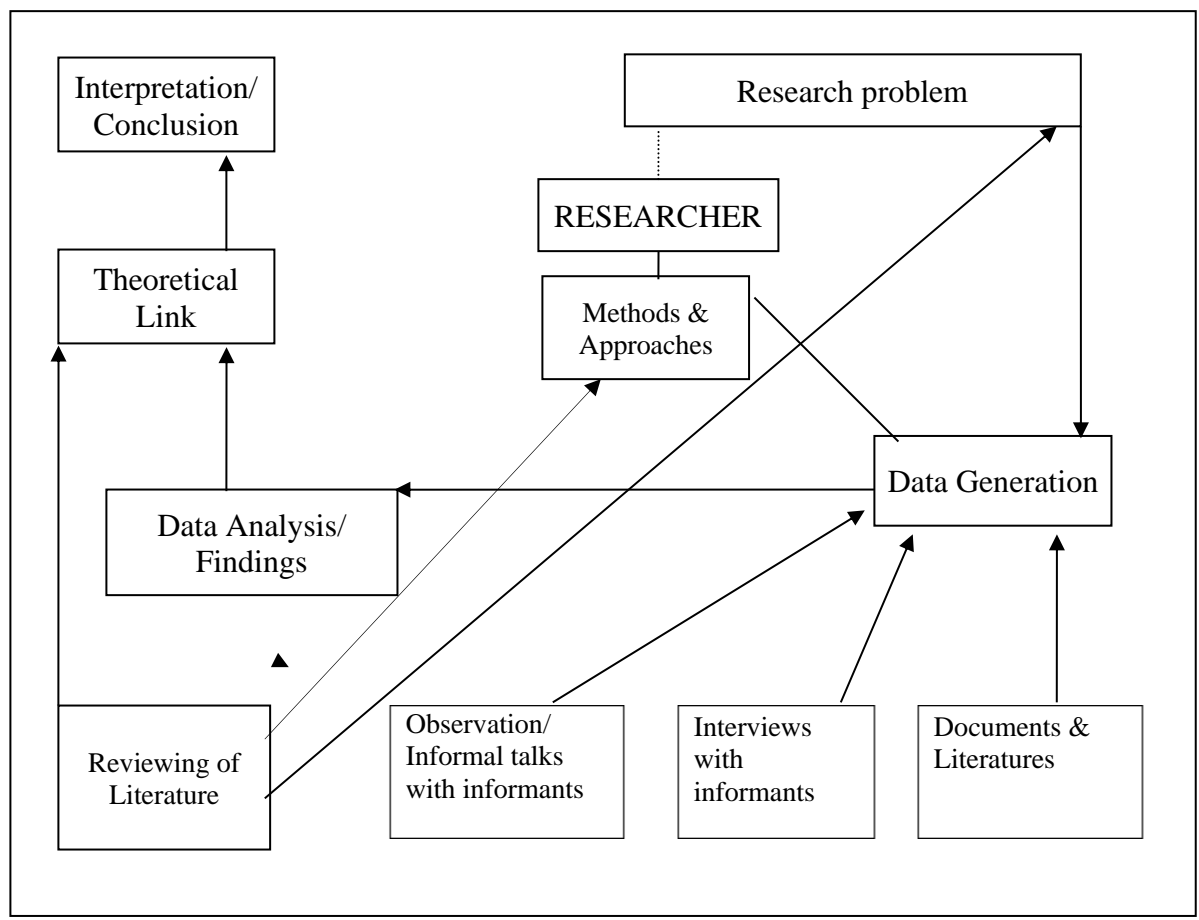 Interpretation/
Conclusion
Research problem
RESEARCHER
Theoretical
Link
Methods &
Approaches
Data Generation
Data Analysis/
Findings
Reviewing of
Literature
Observation/
Informal talks
with informants
Interviews
with
informants
Documents &
Literatures